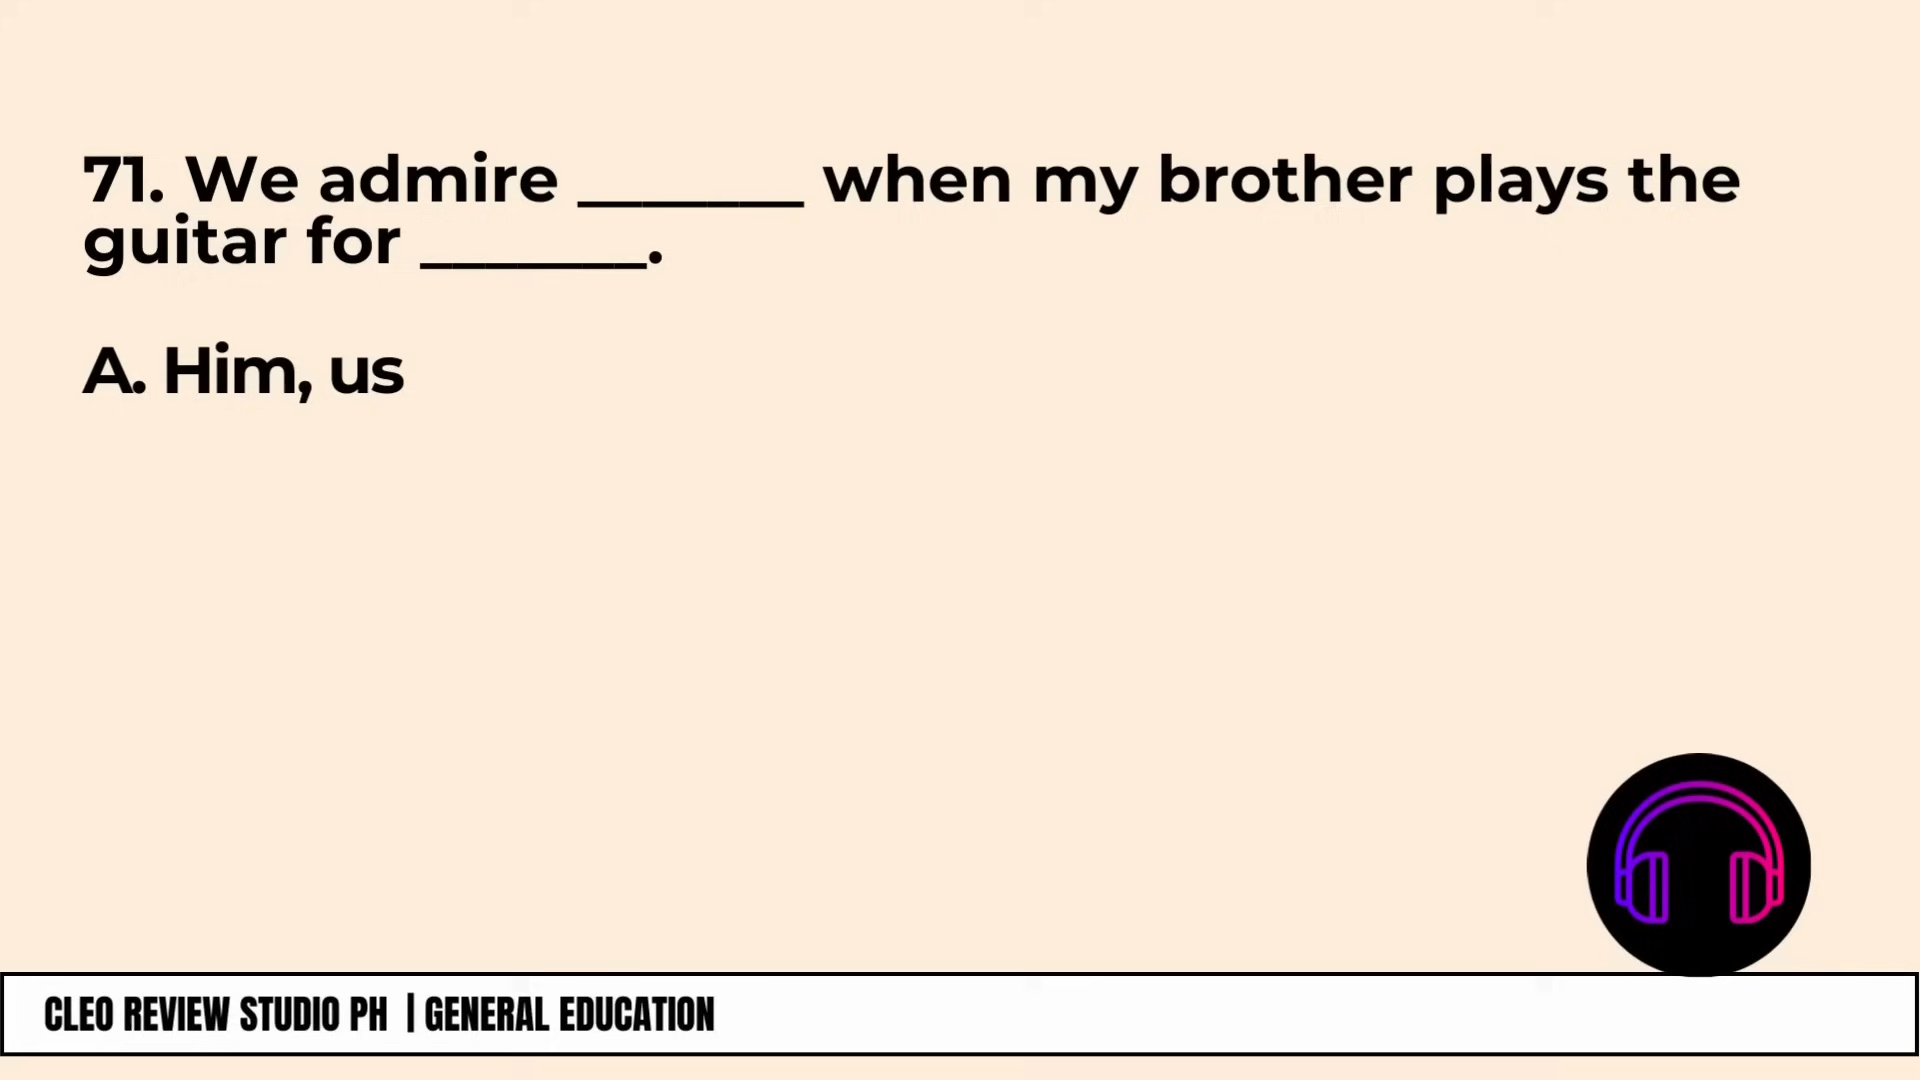 71. We admire _______ when my brother plays the
guitar for _______.
A. Him, us
CLEO REVIEW STUDIO PH | GENERAL EDUCATION